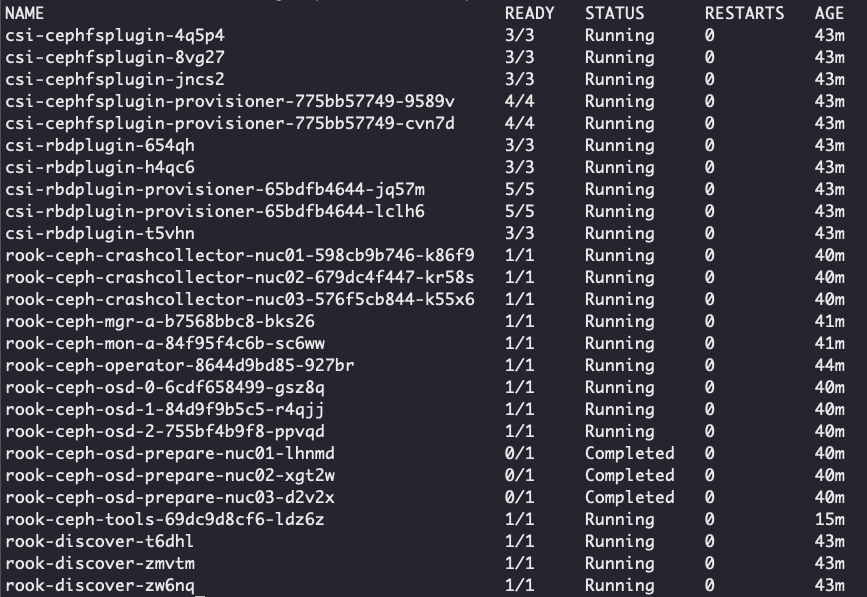 NAME READY STATUS RESTARTS AGE
csi-cephfsplugin-4q5p4 3/3 Running 0 43m
csi-cephfsplugin-8vg27 3/3 Running 0 43m
csi-cephfsplugin-jncs2 3/3 Running 0 43m
csi-cephfsplugin-provisioner-775bb57749-9589v 4/4 Running 0 43m
csi-cephfsplugin-provisioner-775bb57749-cvn7d 4/4 Running 0 43m
csi-rbdplugin-654qh 3/3 Running 0 43m
csi-rbdplugin-h4qc6 3/3 Running 0 43m
csi-rbdplugin-provisioner-65bdfb4644-jq57m 5/5 Running 0 43m
csi-rbdplugin-provisioner-65bdfb4644-lclh6 5/5 Running 0 43m
csi-rbdplugin-t5vhn 3/3 Running 0 43m
rook-ceph-crashcollector-nuc01-598cb9b746-k86f9 1/1 Running 0 40m
rook-ceph-crashcollector-nuc02-679dc4f447-kr58s 1/1 Running 0 40m
rook-ceph-crashcollector-nuc03-576f5cb844-k55x6 1/1 Running 0 40m
rook-ceph-mgr-a-b7568bbc8-bks26 1/1 Running 0 41m
rook-ceph-mon-a-84f95f4c6b-sc6ww 1/1 Running 0 41m
rook-ceph-operator-8644d9bd85-927br 1/1 Running 0 44m
rook-ceph-osd-0-6cdf658499-gsz8q 1/1 Running 0 40m
rook-ceph-osd-1-84d9f9b5c5-r4qjj 1/1 Running 0 40m
rook-ceph-osd-2-755bf4b9f8-ppvqd 1/1 Running 0 40m
rook-ceph-osd-prepare-nuc01-lhnmd 0/1 Completed 0 40m
rook-ceph-osd-prepare-nuc02-xgt2w 0/1 Completed 0 40m
rook-ceph-osd-prepare-nuc03-d2v2x 0/1 Completed 0 40m
rook-ceph-tools-69dc9d8cf6-ldz6z 1/1 Running 0 15m
rook-discover-t6dhl 1/1 Running 0 43m
rook-discover-zmvtm 1/1 Running 0 43m
rook-discover-zw6nq 1/1 Running 0 43m